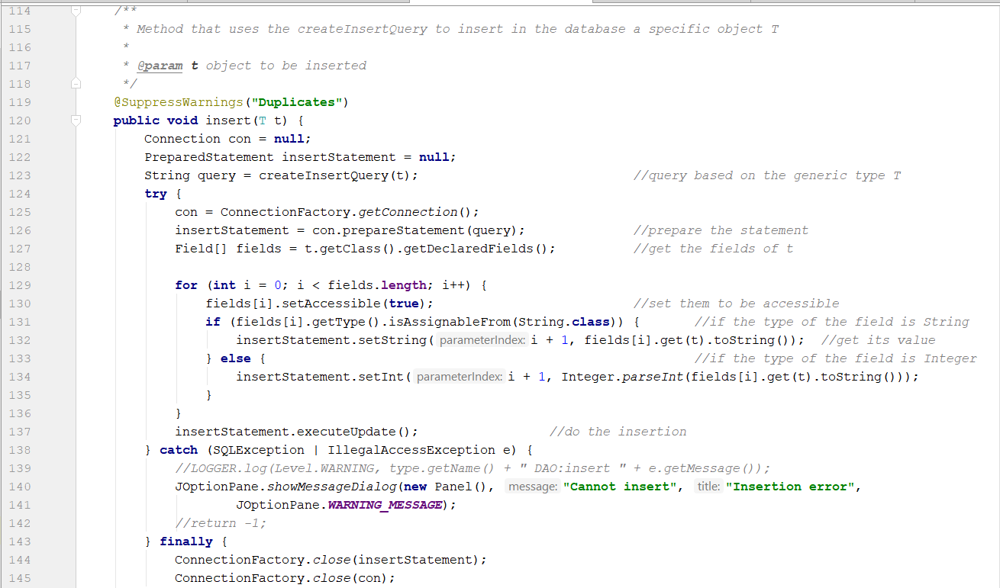 114 /**
115 * Method that uses the createInsertQuery to insert in the database a specific object T
116 *
117 * @param t object to be inserted
118 */
119 @SuppressWarnings("Duplicates")
120 public void insert(T t) {
121 Connection con = null;
122 PreparedStatement insertStatement = null;
123 String query = createInsertQuery(t); //query based on the generic type T
124 try {
125 con = ConnectionFactory.getConnection();
126 insertStatement = con.prepareStatement(query); //prepare the statement
127 Field[] fields = t.getClass().getDeclaredFields(); //get the fields of t
128
129 for (int i = 0; i < fields.length; i++) {
130 fields[i].setAccessible(true); //set them to be accessible
131 if (fields[i].getType().isAssignableFrom(String.class)) { //if the type of the field is String
132 insertStatement.setString( parameterIndex: i + 1, fields[i].get(t).toString()); //get its value
133 } else { //if the type of the field is Integer
134 insertStatement.setInt( parameterIndex: i + 1, Integer.parseInt(fields[i].get(t).toString()));
135 }
136 }
137 insertStatement.executeUpdate(); //do the insertion
138 } catch (SQLException | IllegalAccessException e) {
139 //LOGGER.log(Level.WARNING, type.getName() + " DAO:insert " + e.getMessage());
140 JOptionPane.showMessageDialog(new Panel(), message: "Cannot insert", title: "Insertion error",
141 JOptionPane.WARNING_MESSAGE);
142 //return -1;
143 } finally {
144 ConnectionFactory.close(insertStatement);
145 ConnectionFactory.close(con);